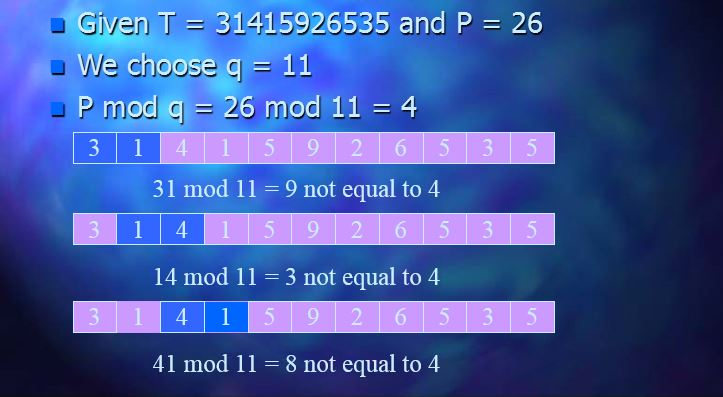 Given T = 31415926535 and P = 26
We choose q = 11
P mod q = 26 mod 11 = 4
3 1 4 1 5 9 2 6 5 3 5
31 mod 11 = 9 not equal to 4
3 1 4 1 5 9 2 6 5 3 5
14 mod 11 = 3 not equal to 4
3 1 4 1 5 9 2 6 5 3 5
41 mod 11 = 8 not equal to 4